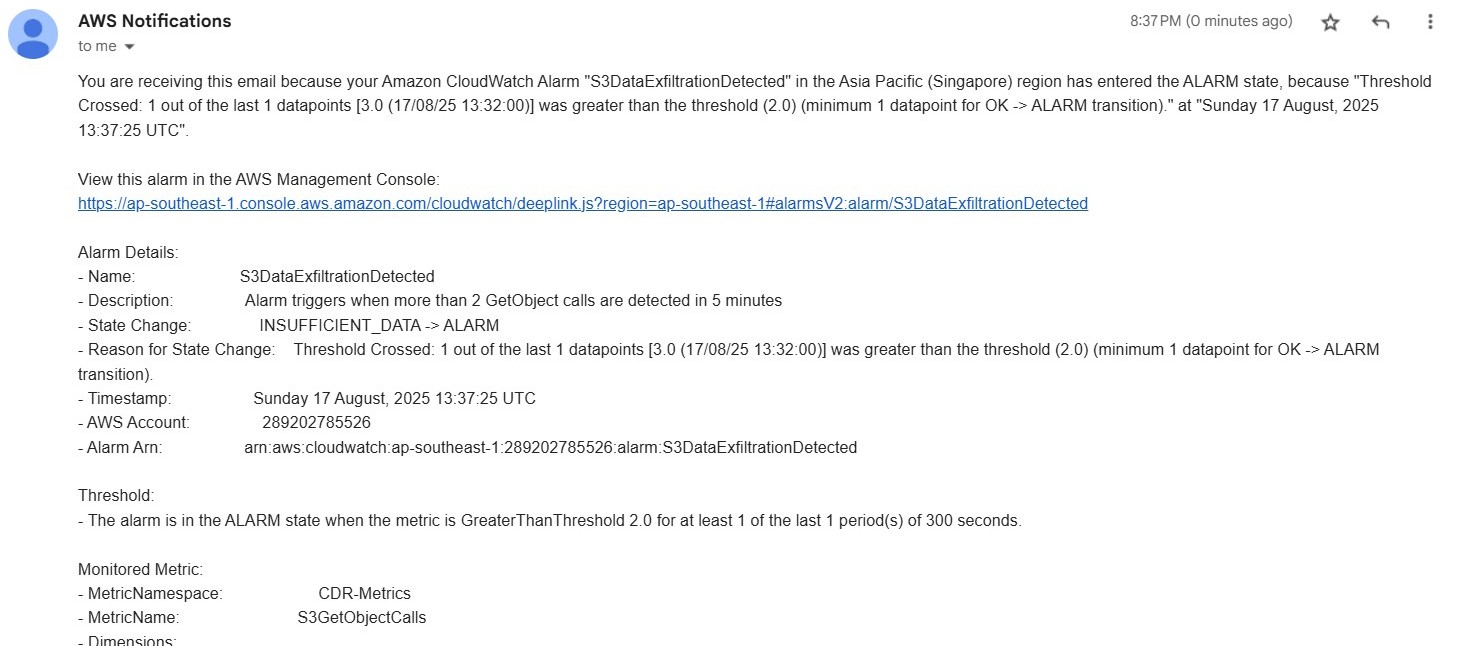 AWS Notifications
8:37 PM (0 minutes ago)
to me
You are receiving this email because your Amazon CloudWatch Alarm "S3DataExfiltrationDetected" in the Asia Pacific (Singapore) region has entered the ALARM state, because "Threshold
Crossed: 1 out of the last 1 datapoints [3.0 (17/08/25 13:32:00)] was greater than the threshold (2.0) (minimum 1 datapoint for OK -> ALARM transition)." at "Sunday 17 August, 2025
13:37:25 UTC".
View this alarm in the AWS Management Console:
https://ap-southeast-1.console.aws.amazon.com/cloudwatch/deeplink.js?region=ap-southeast-1#alarmsV2:alarm/S3DataExfiltrationDetected
Alarm Details:
- Name: S3DataExfiltrationDetected
- Description: Alarm triggers when more than 2 GetObject calls are detected in 5 minutes
- State Change: INSUFFICIENT_DATA -> ALARM
- Reason for State Change: Threshold Crossed: 1 out of the last 1 datapoints [3.0 (17/08/25 13:32:00)] was greater than the threshold (2.0) (minimum 1 datapoint for OK -> ALARM
transition).
- Timestamp: Sunday 17 August, 2025 13:37:25 UTC
- AWS Account: 289202785526
- Alarm Arn: arn:aws:cloudwatch:ap-southeast-1:289202785526:alarm:S3DataExfiltrationDetected
Threshold:
- The alarm is in the ALARM state when the metric is GreaterThanThreshold 2.0 for at least 1 of the last 1 period(s) of 300 seconds.
Monitored Metric:
- MetricNamespace: CDR-Metrics
- MetricName: S3GetObjectCalls
- Dimensions: